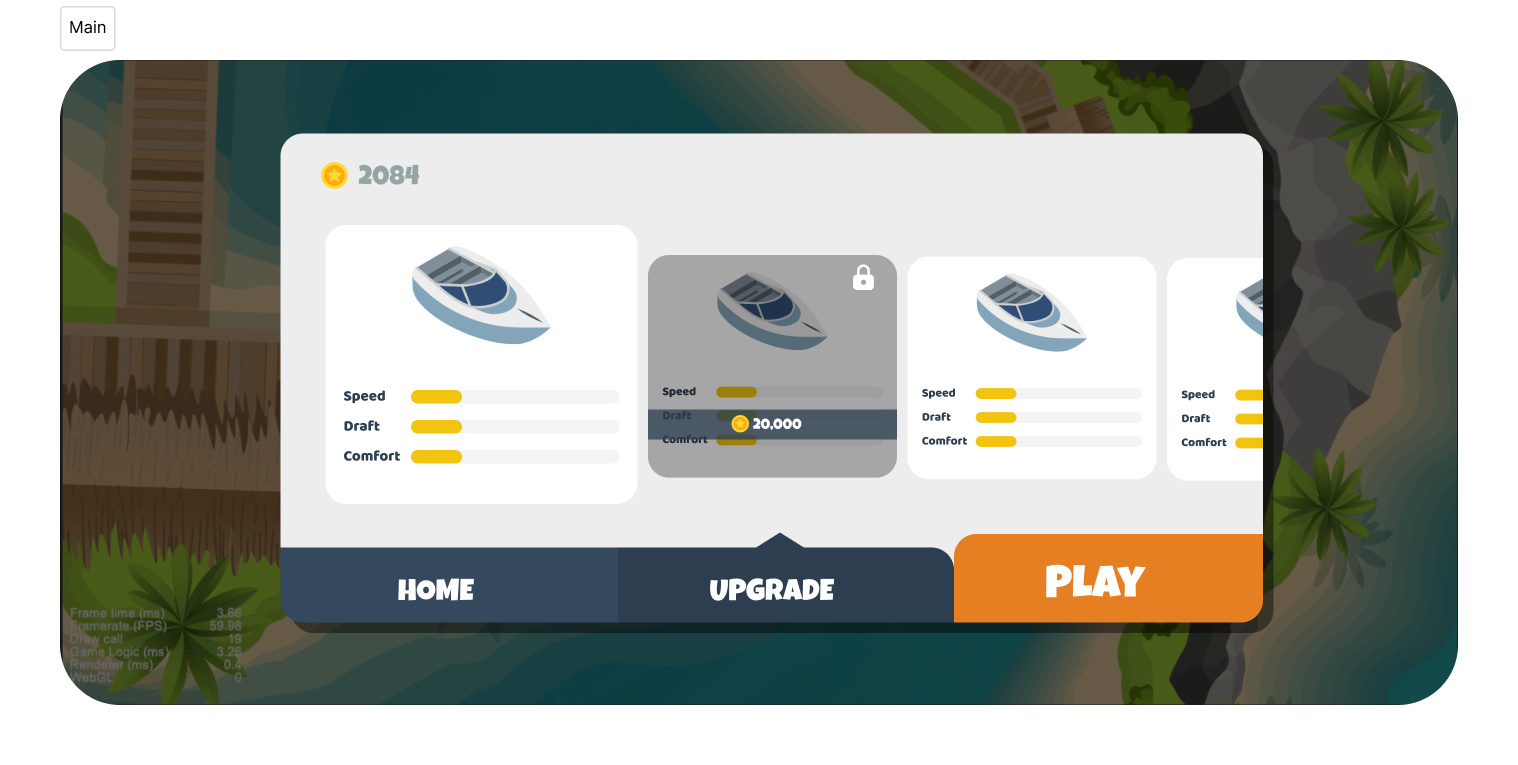 Main
2084
Speed
Draft
Comfort
Speed
Draft
20,000
Comfort
Speed
Draft
Comfort
Speed
Draft
Comfort
HOME
UPGRADE
PLAY
Frame time (ms) 3.66
Framerate (FPS) 59.98
Draw call 19
Game Logic (ms) 3.26
Renderer (ms) 0.4
WebGL 0